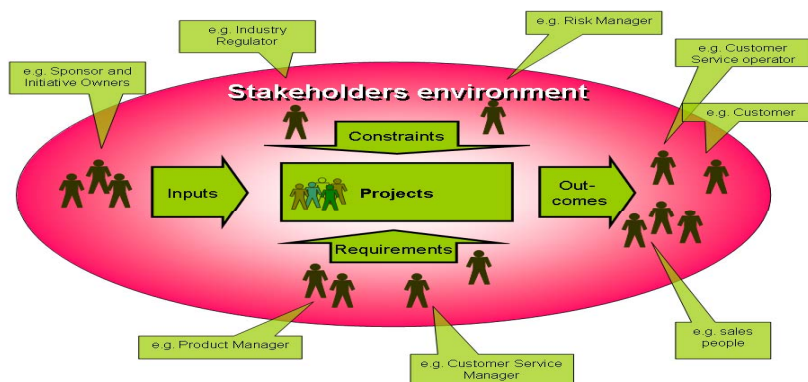 e.g. Industry
Regulator
e.g. Risk Manager
e.g. Sponsor and
Initiative Owners
e.g. Customer
Service operator
e.g. Customer
Stakeholders environment
Constraints
Inputs
Projects
Out-
comes
Requirements
e.g. Product Manager
e.g. Customer Service
Manager
e.g. sales
people